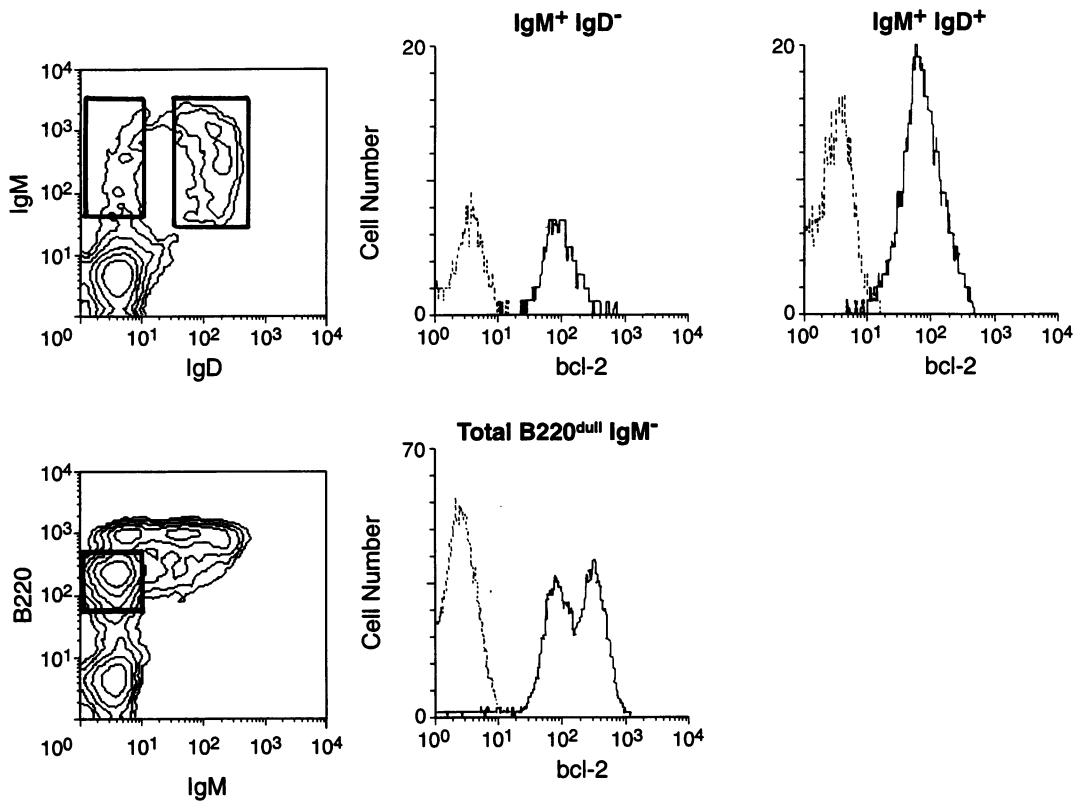 IgM⁺ IgD⁻
IgM⁺ IgD⁺
10⁴
10³
10²
10¹
IgM
10⁰ 10¹ 10² 10³ 10⁴
IgD
20
0
Cell Number
10⁰ 10¹ 10² 10³ 10⁴
bcl-2
20
0
10⁰ 10¹ 10² 10³ 10⁴
bcl-2
Total B220ᵈᵘˡˡ IgM⁻
10⁴
10³
10²
10¹
B220
10⁰ 10¹ 10² 10³ 10⁴
IgM
70
0
Cell Number
10⁰ 10¹ 10² 10³ 10⁴
bcl-2